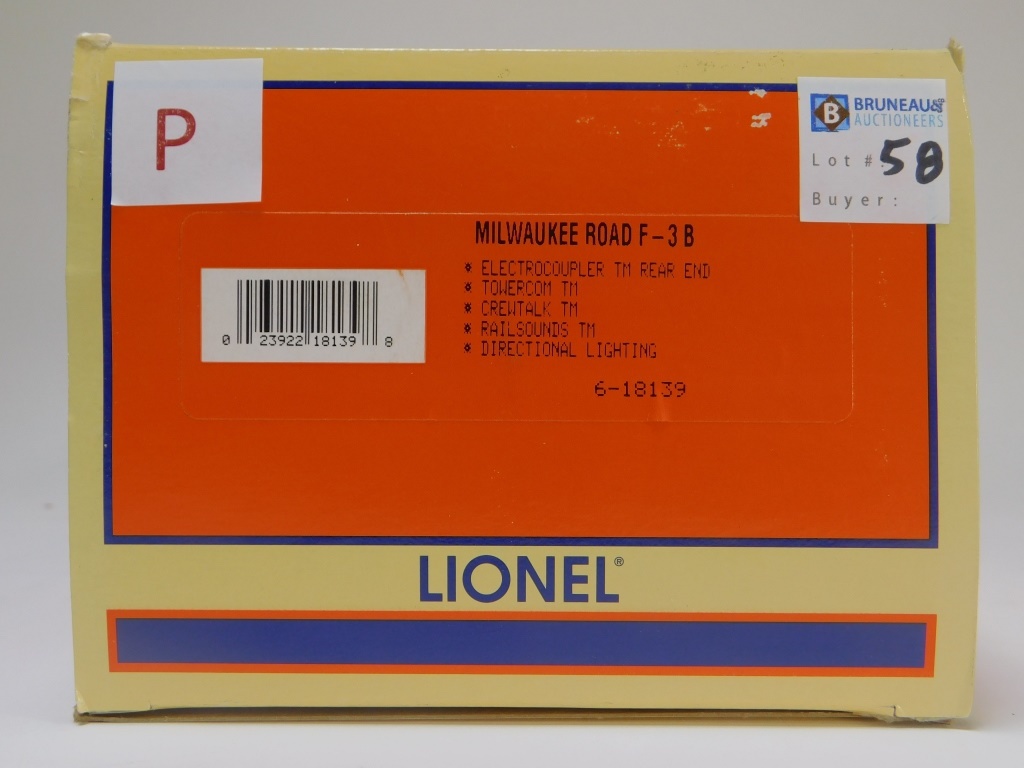 P
BRUNEAU &
AUCTIONEERS
Lot # 58
Buyer:
MILWAUKEE ROAD F-3 B
* ELECTROCOUPLER TM REAR END
* TOWERCOM TM
* CREWTALK TM
* RAILSOUNDS TM
* DIRECTIONAL LIGHTING
6-18139
0 23922 18139 8
LIONEL®